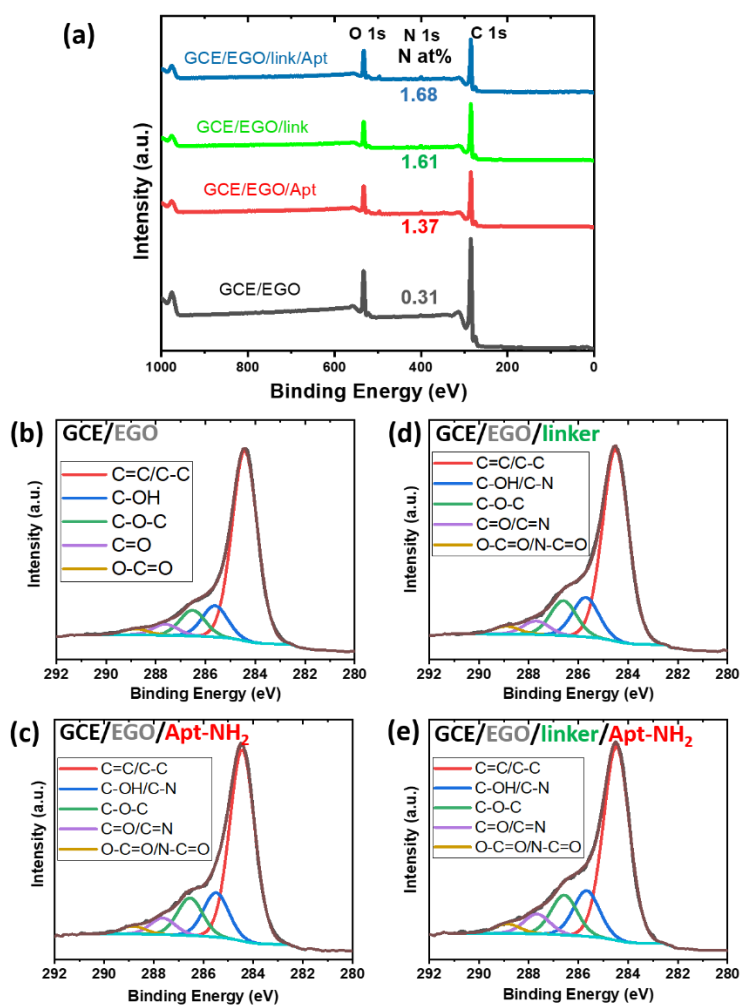 (a)
O 1s N 1s C 1s
N at%
GCE/EGO/link/Apt
1.68
GCE/EGO/link
1.61
GCE/EGO/Apt
1.37
GCE/EGO
0.31
Intensity (a.u.)
1000 800 600 400 200 0
Binding Energy (eV)
(b) GCE/EGO
C=C/C-C
C-OH
C-O-C
C=O
O-C=O
Intensity (a.u.)
292 290 288 286 284 282 280
Binding Energy (eV)
(d) GCE/EGO/linker
C=C/C-C
C-OH/C-N
C-O-C
C=O/C=N
O-C=O/N-C=O
Intensity (a.u.)
292 290 288 286 284 282 280
Binding Energy (eV)
(c) GCE/EGO/Apt-NH₂
C=C/C-C
C-OH/C-N
C-O-C
C=O/C=N
O-C=O/N-C=O
Intensity (a.u.)
292 290 288 286 284 282 280
Binding Energy (eV)
(e) GCE/EGO/linker/Apt-NH₂
C=C/C-C
C-OH/C-N
C-O-C
C=O/C=N
O-C=O/N-C=O
Intensity (a.u.)
292 290 288 286 284 282 280
Binding Energy (eV)